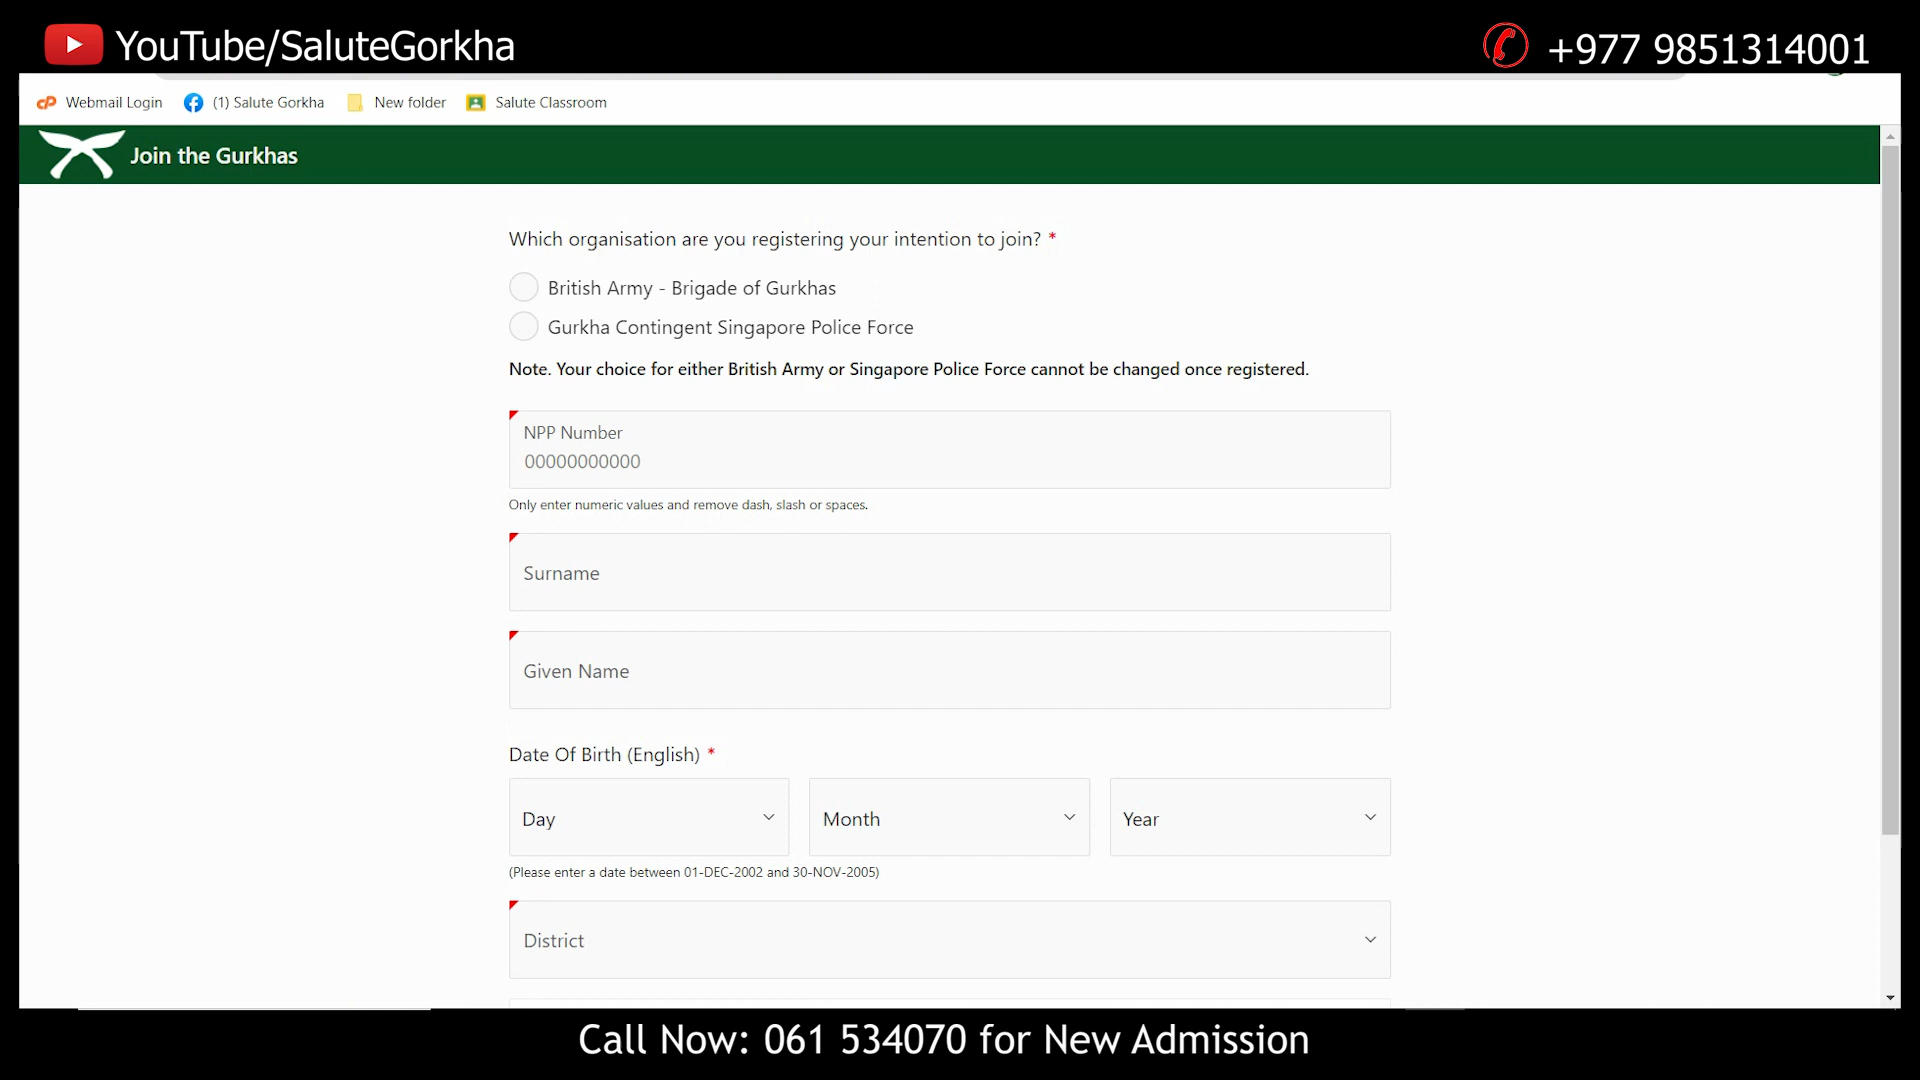 YouTube/SaluteGorkha
+977 9851314001
Webmail Login
(1) Salute Gorkha
New folder
Salute Classroom
Join the Gurkhas
Which organisation are you registering your intention to join? *
British Army - Brigade of Gurkhas
Gurkha Contingent Singapore Police Force
Note. Your choice for either British Army or Singapore Police Force cannot be changed once registered.
NPP Number
00000000000
Only enter numeric values and remove dash, slash or spaces.
Surname
Given Name
Date Of Birth (English) *
Day
Month
Year
(Please enter a date between 01-DEC-2002 and 30-NOV-2005)
District
Call Now: 061 534070 for New Admission